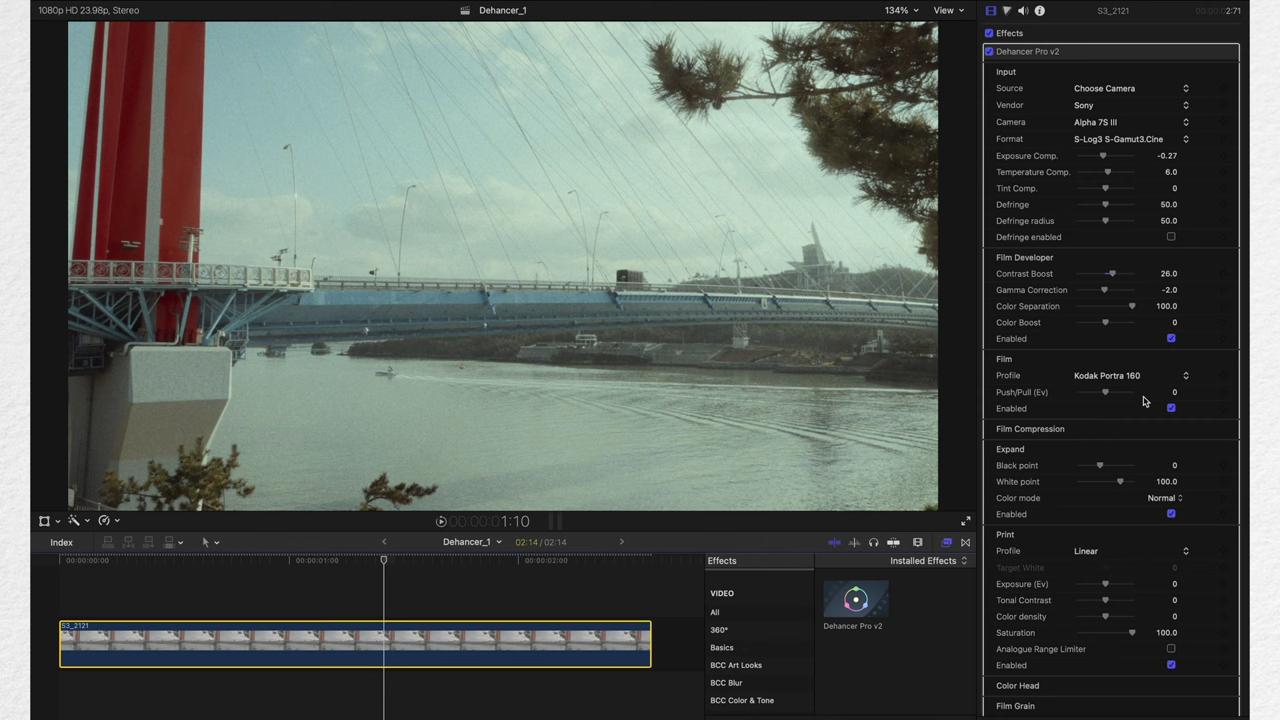 1080p HD 23.98p, Stereo
Dehancer_1
134%
View
S3_2121
2:71
Effects
Dehancer Pro v2
Input
Source Choose Camera
Vendor Sony
Camera Alpha 7S III
Format S-Log3 S-Gamut3.Cine
Exposure Comp. -0.27
Temperature Comp. 6.0
Tint Comp. 0
Defringe 50.0
Defringe radius 50.0
Defringe enabled
Film Developer
Contrast Boost 26.0
Gamma Correction -2.0
Color Separation 100.0
Color Boost 0
Enabled
Film
Profile Kodak Portra 160
Push/Pull (Ev) 0
Enabled
Film Compression
Expand
Black point 0
White point 100.0
Color mode Normal
Enabled
Print
Profile Linear
Target White 0
Exposure (Ev) 0
Tonal Contrast 0
Color density 0
Saturation 100.0
Analogue Range Limiter
Enabled
Color Head
Film Grain
00:00:00:01:10
Index
Dehancer_1
02:14 / 02:14
00:00:00:00
00:00:01:00
00:00:02:00
S3_2121
Effects
Installed Effects
VIDEO
All
360°
Basics
BCC Art Looks
BCC Blur
BCC Color & Tone
Dehancer Pro v2